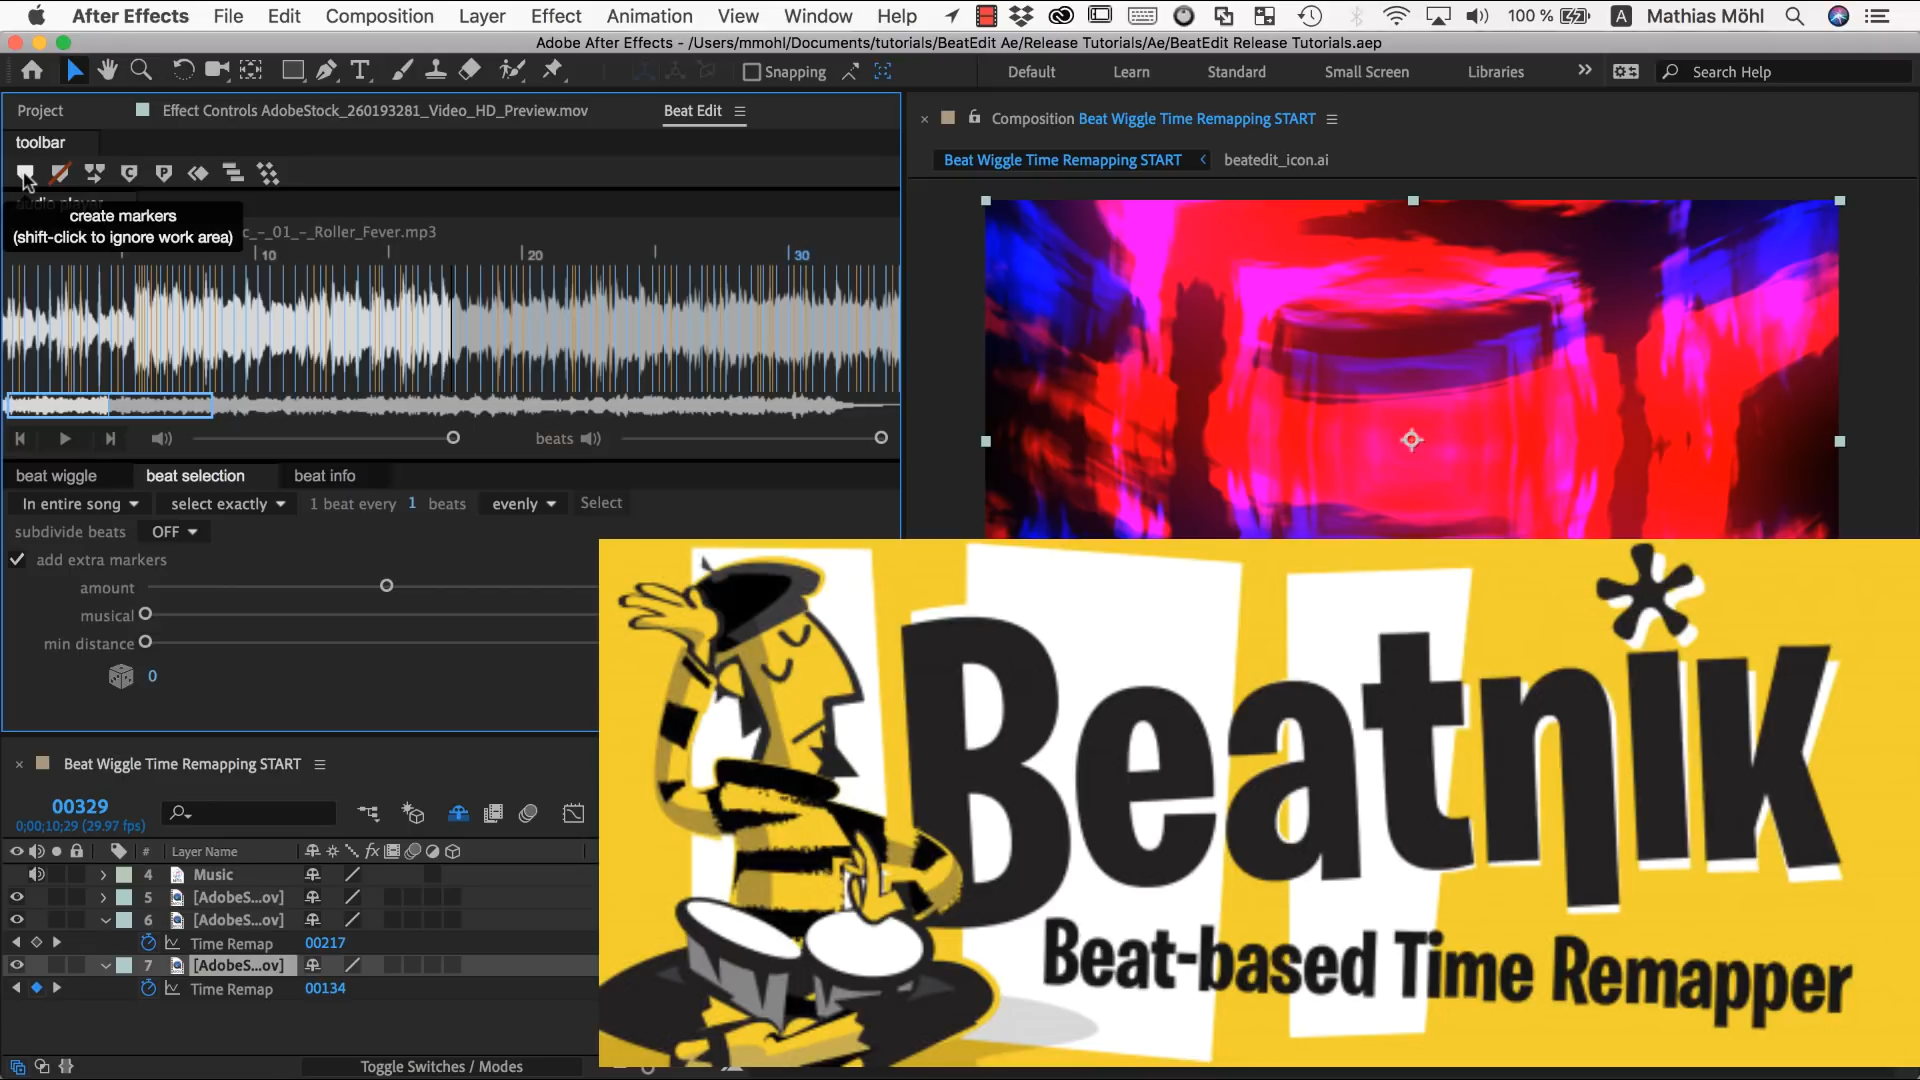 After Effects File Edit Composition Layer Effect Animation View Window Help 100 % A Mathias Möhl
Adobe After Effects - /Users/mmohl/Documents/tutorials/BeatEdit Ae/Release Tutorials/Ae/BeatEdit Release Tutorials.aep
Snapping Default Learn Standard Small Screen Libraries Search Help
Project Effect Controls AdobeStock_260193281_Video_HD_Preview.mov Beat Edit
Composition Beat Wiggle Time Remapping START
toolbar
Beat Wiggle Time Remapping START beatedit_icon.ai
C P
audio player
create markers
(shift-click to ignore work area)
c_-_01_-_Roller_Fever.mp3
10 20 30
beats
beat wiggle beat selection beat info
In entire song select exactly 1 beat every 1 beats evenly Select
subdivide beats OFF
add extra markers
amount
musical
min distance
0
Beatnik
Beat-based Time Remapper
Beat Wiggle Time Remapping START
00329
0;00;10;29 (29.97 fps)
# Layer Name fx
4 Music
5 [AdobeS...ov]
6 [AdobeS...ov]
Time Remap 00217
7 [AdobeS...ov]
Time Remap 00134
Toggle Switches / Modes